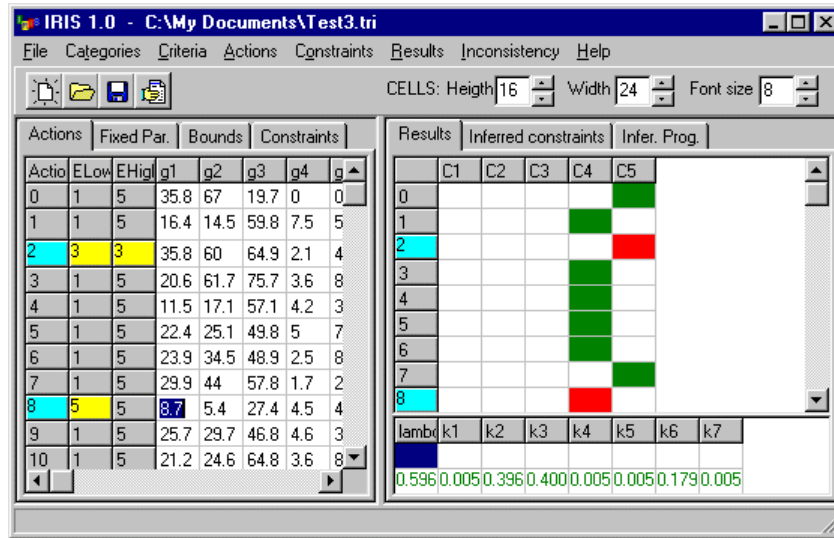 IRIS 1.0 - C:\My Documents\Test3.tri
File Categories Criteria Actions Constraints Results Inconsistency Help
CELLS: Heigth 16 Width 24 Font size 8
Actions Fixed Par. Bounds Constraints
Actio ELow EHigl g1 g2 g3 g4 g
0 1 5 35.8 67 19.7 0 0
1 1 5 16.4 14.5 59.8 7.5 5
2 3 3 35.8 60 64.9 2.1 4
3 1 5 20.6 61.7 75.7 3.6 8
4 1 5 11.5 17.1 57.1 4.2 3
5 1 5 22.4 25.1 49.8 5 7
6 1 5 23.9 34.5 48.9 2.5 8
7 1 5 29.9 44 57.8 1.7 2
8 5 5 8.7 5.4 27.4 4.5 4
9 1 5 25.7 29.7 46.8 4.6 3
10 1 5 21.2 24.6 64.8 3.6 8
Results Inferred constraints Infer. Prog.
C1 C2 C3 C4 C5
0
1
2
3
4
5
6
7
8
lambd k1 k2 k3 k4 k5 k6 k7
0.596 0.005 0.396 0.400 0.005 0.005 0.179 0.005